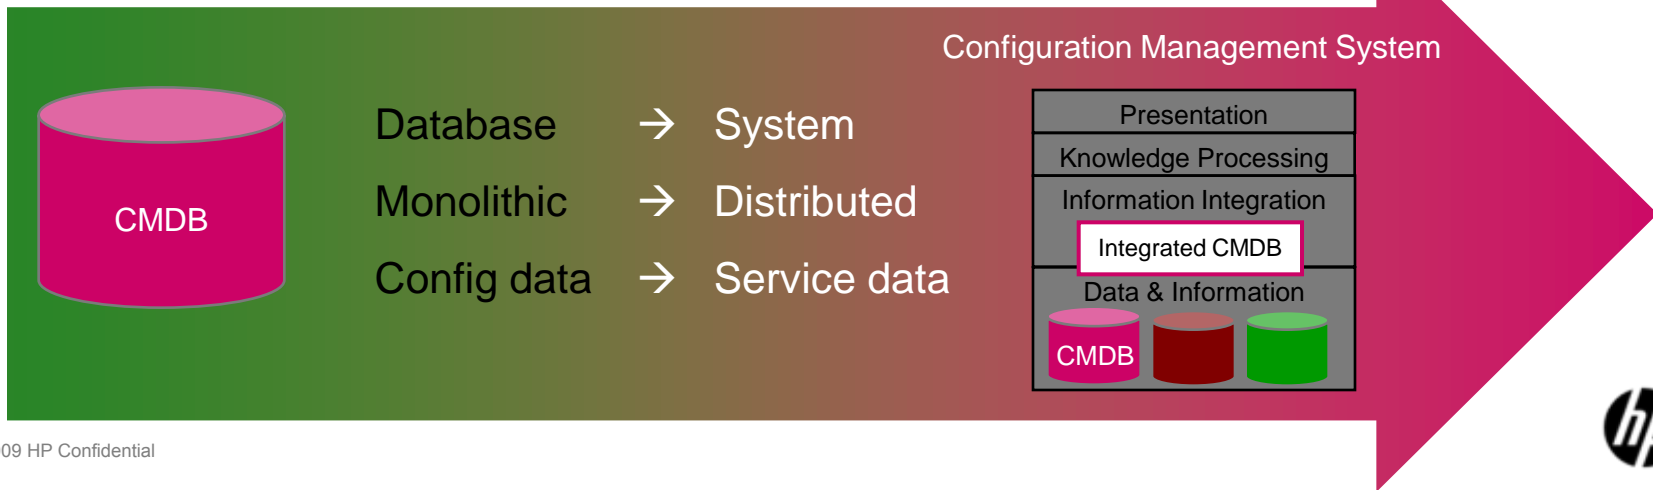 Configuration Management System
CMDB
Database → System
Monolithic → Distributed
Config data → Service data
Presentation
Knowledge Processing
Information Integration
Integrated CMDB
Data & Information
CMDB
09 HP Confidential
hp